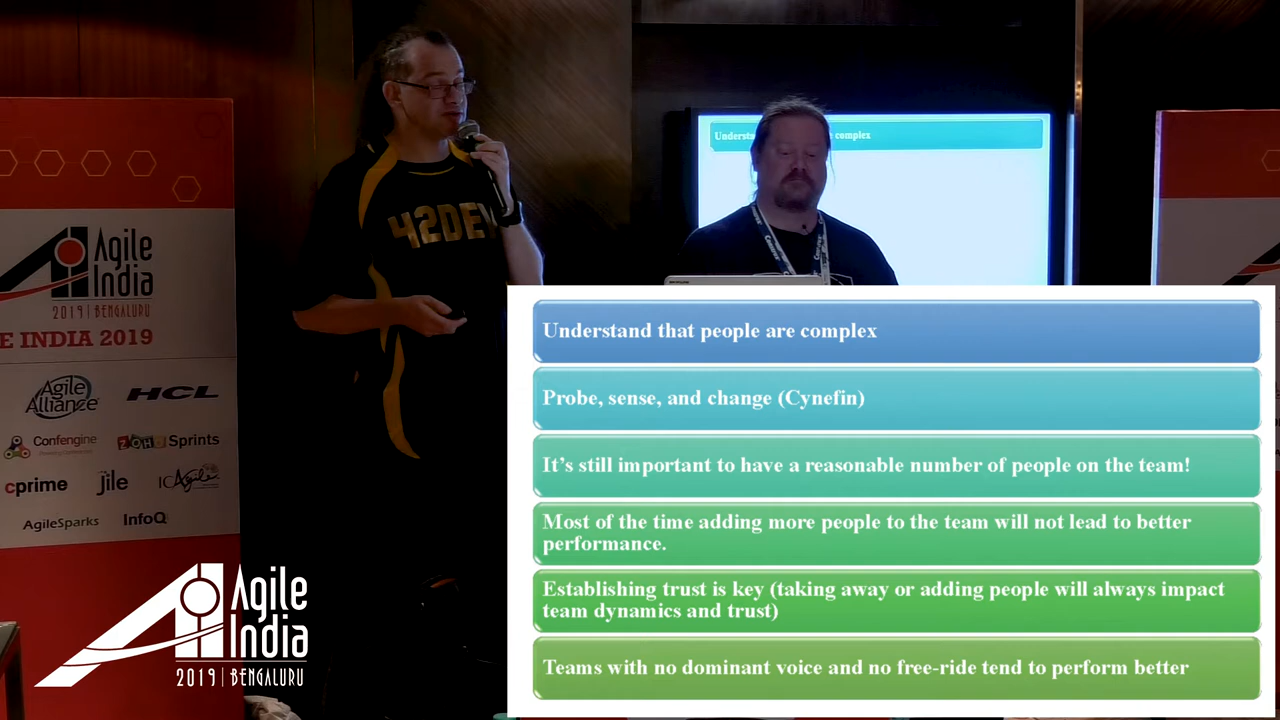 Understand that people are complex
Probe, sense, and change (Cynefin)
It's still important to have a reasonable number of people on the team!
Most of the time adding more people to the team will not lead to better
performance.
Establishing trust is key (taking away or adding people will always impact
team dynamics and trust)
Teams with no dominant voice and no free-ride tend to perform better
complex
42DEV
Agile
India
2019 | BENGALURU
E INDIA 2019
Agile
Alliance
HCL
Confengine
ZOHO Sprints
cprime
jile
ICAgile
AgileSparks
InfoQ
Agile
India
2019 | BENGALURU